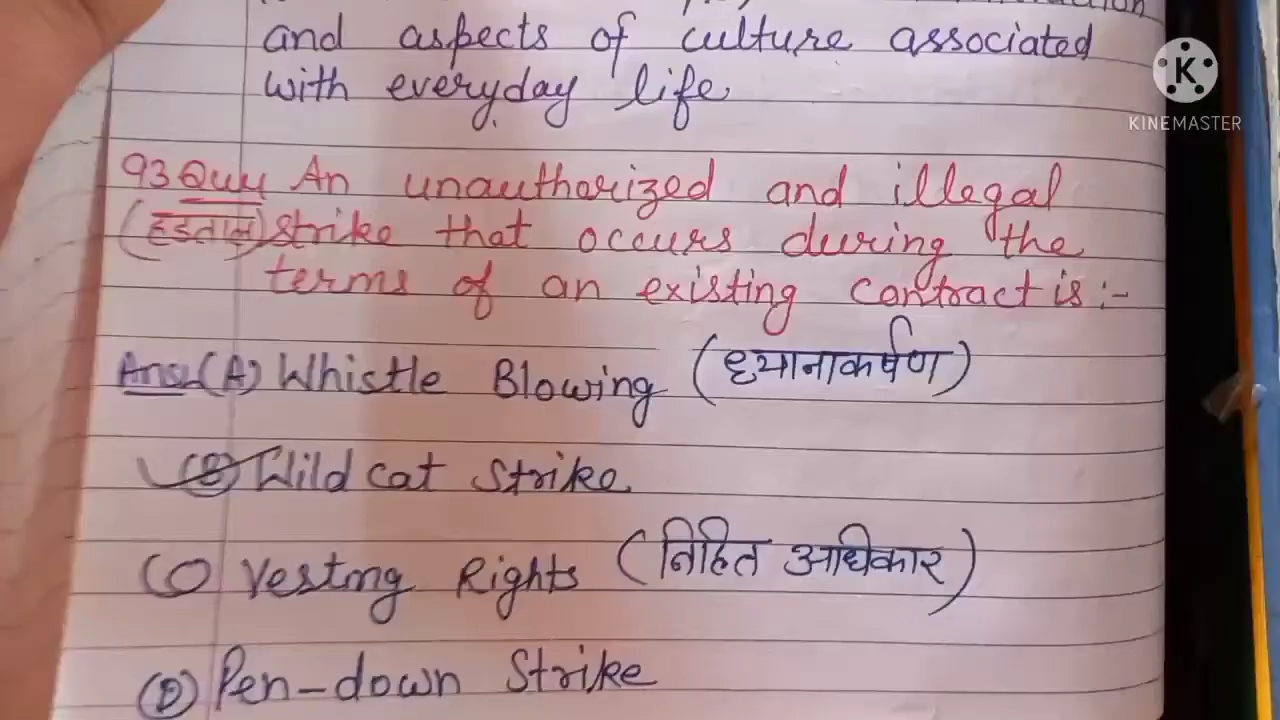 and aspects of culture associated
with everyday life
93 Ques An unauthorized and illegal
(हडताल) strike that occurs during the
terms of an existing contract is :-
Ans (A) Whistle Blowing (ध्यानाकर्षण)
(B) Wild cat Strike
(C) Vesting Rights (निहित अधिकार)
(D) Pen-down Strike
K
KINEMASTER